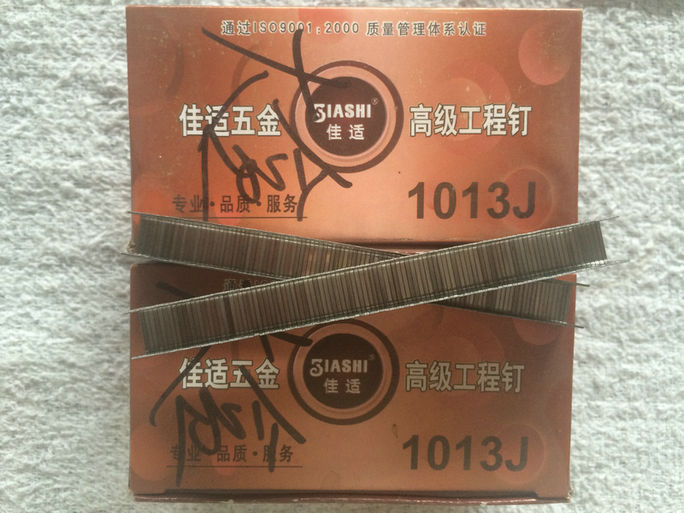 通过ISO9001:2000 质量管理体系认证
佳适五金
JIASHI®
佳适
高级工程钉
专业·品质·服务
1013J
佳适五金
JIASHI®
佳适
高级工程钉
专业·品质·服务
1013J